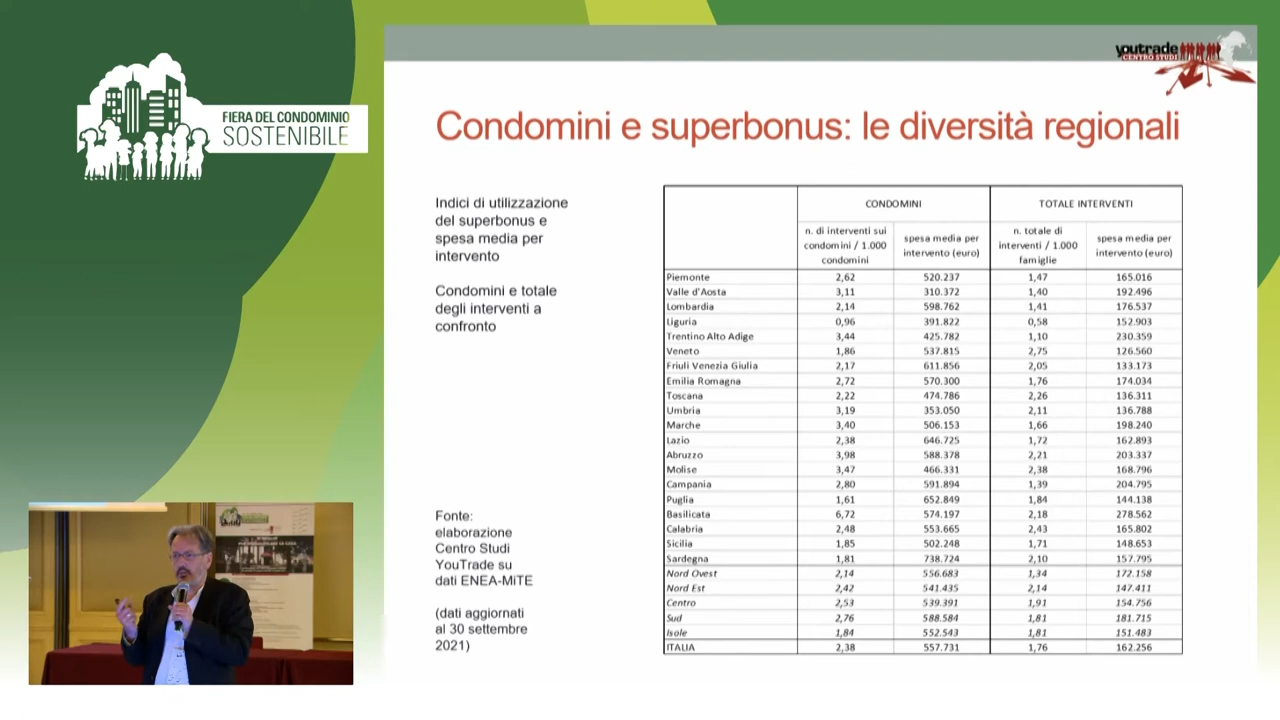 FIERA DEL CONDOMINIO
SOSTENIBILE
youtrade
CENTRO STUDI
Condomini e superbonus: le diversità regionali
Indici di utilizzazione
del superbonus e
spesa media per
intervento
Condomini e totale
degli interventi a
confronto
Fonte:
elaborazione
Centro Studi
YouTrade su
dati ENEA-MiTE
(dati aggiornati
al 30 settembre
2021)
CONDOMINI TOTALE INTERVENTI
n. di interventi sui condomini / 1.000 condomini spesa media per intervento (euro) n. totale di interventi / 1.000 famiglie spesa media per intervento (euro)
Piemonte 2,62 520.237 1,47 165.016
Valle d'Aosta 3,11 310.372 1,40 192.496
Lombardia 2,14 598.762 1,41 176.537
Liguria 0,96 391.822 0,58 152.903
Trentino Alto Adige 3,44 425.782 1,10 230.359
Veneto 1,86 537.815 2,75 126.560
Friuli Venezia Giulia 2,17 611.856 2,05 133.173
Emilia Romagna 2,72 570.300 1,76 174.034
Toscana 2,22 474.786 2,26 136.311
Umbria 3,19 353.050 2,11 136.788
Marche 3,40 506.153 1,66 198.240
Lazio 2,38 646.725 1,72 162.893
Abruzzo 3,98 588.378 2,21 203.337
Molise 3,47 466.331 2,38 168.796
Campania 2,80 591.894 1,39 204.795
Puglia 1,61 652.849 1,84 144.138
Basilicata 6,72 574.197 2,18 278.562
Calabria 2,48 553.665 2,43 165.802
Sicilia 1,85 502.248 1,71 148.653
Sardegna 1,81 738.724 2,10 157.795
Nord Ovest 2,14 556.683 1,34 172.158
Nord Est 2,42 541.435 2,14 147.411
Centro 2,53 539.391 1,91 154.756
Sud 2,76 588.584 1,81 181.715
Isole 1,84 552.543 1,81 151.483
ITALIA 2,38 557.731 1,76 162.256